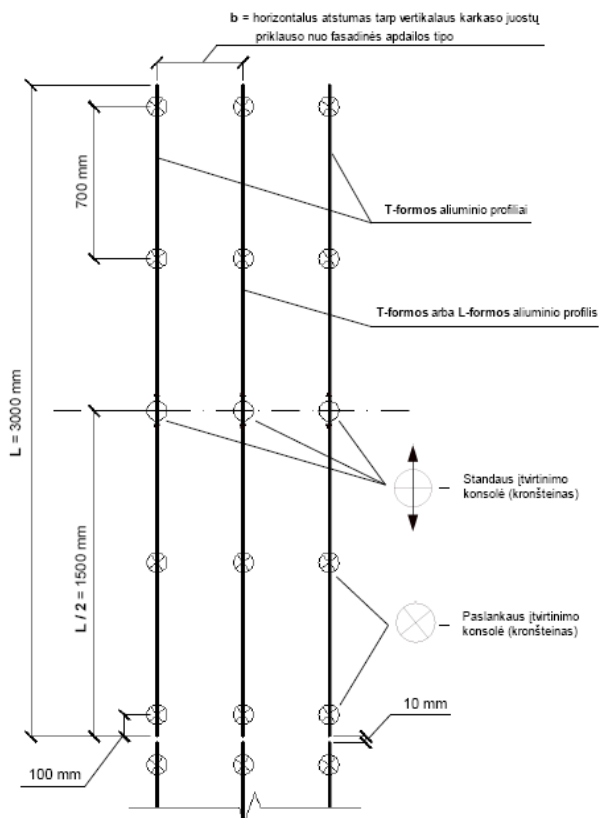 b = horizontalus atstumas tarp vertikalaus karkaso juostų
priklauso nuo fasadinės apdailos tipo
700 mm
T-formos aliuminio profiliai
T-formos arba L-formos aliuminio profilis
L = 3000 mm
L / 2 = 1500 mm
Standaus įtvirtinimo
konsolė (kronšteinas)
Paslankaus įtvirtinimo
konsolė (kronšteinas)
10 mm
100 mm